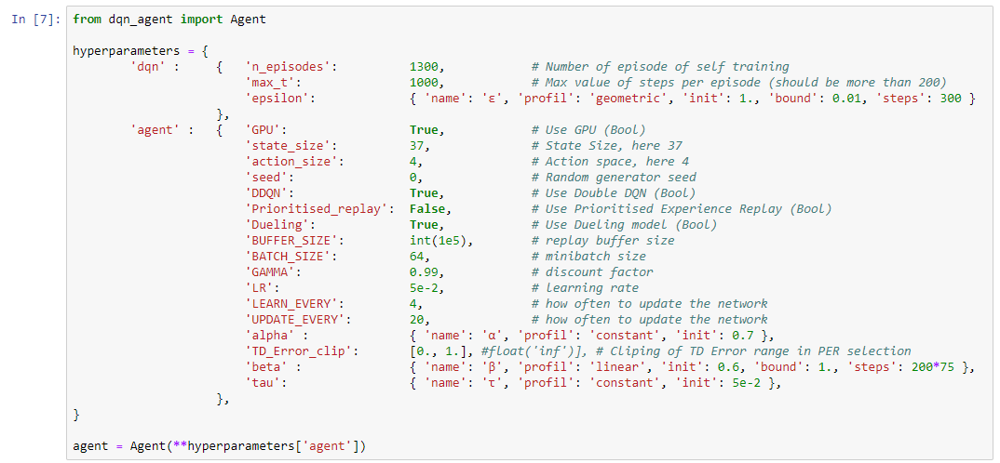 In [7]: from dqn_agent import Agent
hyperparameters = {
'dqn' : { 'n_episodes': 1300, # Number of episode of self training
'max_t': 1000, # Max value of steps per episode (should be more than 200)
'epsilon': { 'name': 'ε', 'profil': 'geometric', 'init': 1., 'bound': 0.01, 'steps': 300 }
},
'agent' : { 'GPU': True, # Use GPU (Bool)
'state_size': 37, # State Size, here 37
'action_size': 4, # Action space, here 4
'seed': 0, # Random generator seed
'DDQN': True, # Use Double DQN (Bool)
'Prioritised_replay': False, # Use Prioritised Experience Replay (Bool)
'Dueling': True, # Use Dueling model (Bool)
'BUFFER_SIZE': int(1e5), # replay buffer size
'BATCH_SIZE': 64, # minibatch size
'GAMMA': 0.99, # discount factor
'LR': 5e-2, # learning rate
'LEARN_EVERY': 4, # how often to update the network
'UPDATE_EVERY': 20, # how often to update the network
'alpha' : { 'name': 'α', 'profil': 'constant', 'init': 0.7 },
'TD_Error_clip': [0., 1.], #float('inf')], # Cliping of TD Error range in PER selection
'beta' : { 'name': 'β', 'profil': 'linear', 'init': 0.6, 'bound': 1., 'steps': 200*75 },
'tau': { 'name': 'τ', 'profil': 'constant', 'init': 5e-2 },
},
}
agent = Agent(**hyperparameters['agent'])